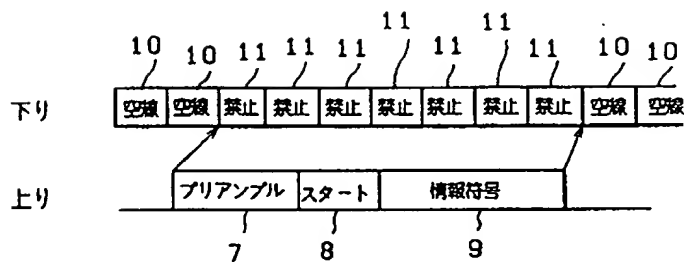 10 10 11 11 11 11 11 11 11 10 10
下り 空線 空線 禁止 禁止 禁止 禁止 禁止 禁止 禁止 空線 空線
上り プリアンブル スタート 情報符号
7 8 9